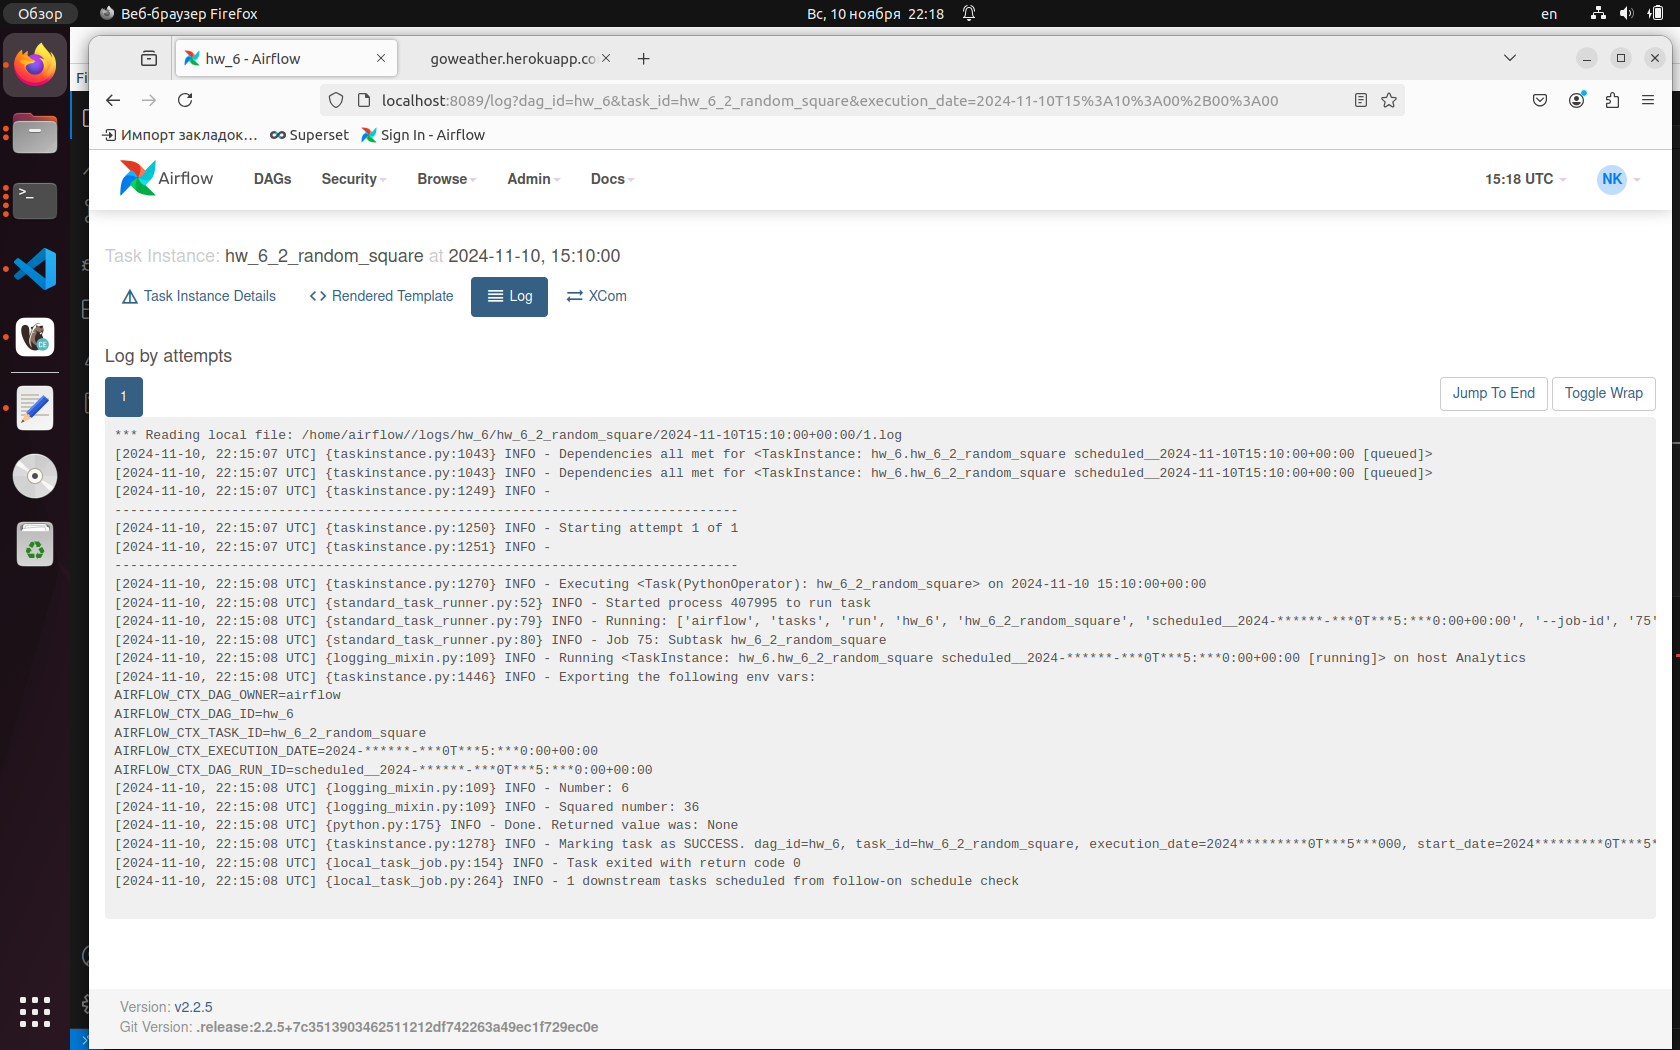 Обзор
Веб-браузер Firefox
Вс, 10 ноября 22:18
en
Fi
hw_6 - Airflow
goweather.herokuapp.co
localhost:8089/log?dag_id=hw_6&task_id=hw_6_2_random_square&execution_date=2024-11-10T15%3A10%3A00%2B00%3A00
Импорт закладок…
Superset
Sign In - Airflow
Airflow
DAGs
Security
Browse
Admin
Docs
15:18 UTC
NK
Task Instance: hw_6_2_random_square at 2024-11-10, 15:10:00
Task Instance Details
<> Rendered Template
Log
XCom
Log by attempts
1
Jump To End
Toggle Wrap
*** Reading local file: /home/airflow//logs/hw_6/hw_6_2_random_square/2024-11-10T15:10:00+00:00/1.log
[2024-11-10, 22:15:07 UTC] {taskinstance.py:1043} INFO - Dependencies all met for <TaskInstance: hw_6.hw_6_2_random_square scheduled__2024-11-10T15:10:00+00:00 [queued]>
[2024-11-10, 22:15:07 UTC] {taskinstance.py:1043} INFO - Dependencies all met for <TaskInstance: hw_6.hw_6_2_random_square scheduled__2024-11-10T15:10:00+00:00 [queued]>
[2024-11-10, 22:15:07 UTC] {taskinstance.py:1249} INFO -
--------------------------------------------------------------------------------
[2024-11-10, 22:15:07 UTC] {taskinstance.py:1250} INFO - Starting attempt 1 of 1
[2024-11-10, 22:15:07 UTC] {taskinstance.py:1251} INFO -
--------------------------------------------------------------------------------
[2024-11-10, 22:15:08 UTC] {taskinstance.py:1270} INFO - Executing <Task(PythonOperator): hw_6_2_random_square> on 2024-11-10 15:10:00+00:00
[2024-11-10, 22:15:08 UTC] {standard_task_runner.py:52} INFO - Started process 407995 to run task
[2024-11-10, 22:15:08 UTC] {standard_task_runner.py:79} INFO - Running: ['airflow', 'tasks', 'run', 'hw_6', 'hw_6_2_random_square', 'scheduled__2024-******-***0T***5:***0:00+00:00', '--job-id', '75'
[2024-11-10, 22:15:08 UTC] {standard_task_runner.py:80} INFO - Job 75: Subtask hw_6_2_random_square
[2024-11-10, 22:15:08 UTC] {logging_mixin.py:109} INFO - Running <TaskInstance: hw_6.hw_6_2_random_square scheduled__2024-******-***0T***5:***0:00+00:00 [running]> on host Analytics
[2024-11-10, 22:15:08 UTC] {taskinstance.py:1446} INFO - Exporting the following env vars:
AIRFLOW_CTX_DAG_OWNER=airflow
AIRFLOW_CTX_DAG_ID=hw_6
AIRFLOW_CTX_TASK_ID=hw_6_2_random_square
AIRFLOW_CTX_EXECUTION_DATE=2024-******-***0T***5:***0:00+00:00
AIRFLOW_CTX_DAG_RUN_ID=scheduled__2024-******-***0T***5:***0:00+00:00
[2024-11-10, 22:15:08 UTC] {logging_mixin.py:109} INFO - Number: 6
[2024-11-10, 22:15:08 UTC] {logging_mixin.py:109} INFO - Squared number: 36
[2024-11-10, 22:15:08 UTC] {python.py:175} INFO - Done. Returned value was: None
[2024-11-10, 22:15:08 UTC] {taskinstance.py:1278} INFO - Marking task as SUCCESS. dag_id=hw_6, task_id=hw_6_2_random_square, execution_date=2024*********0T***5***000, start_date=2024*********0T***5*
[2024-11-10, 22:15:08 UTC] {local_task_job.py:154} INFO - Task exited with return code 0
[2024-11-10, 22:15:08 UTC] {local_task_job.py:264} INFO - 1 downstream tasks scheduled from follow-on schedule check
Version: v2.2.5
Git Version: .release:2.2.5+7c3513903462511212df742263a49ec1f729ec0e